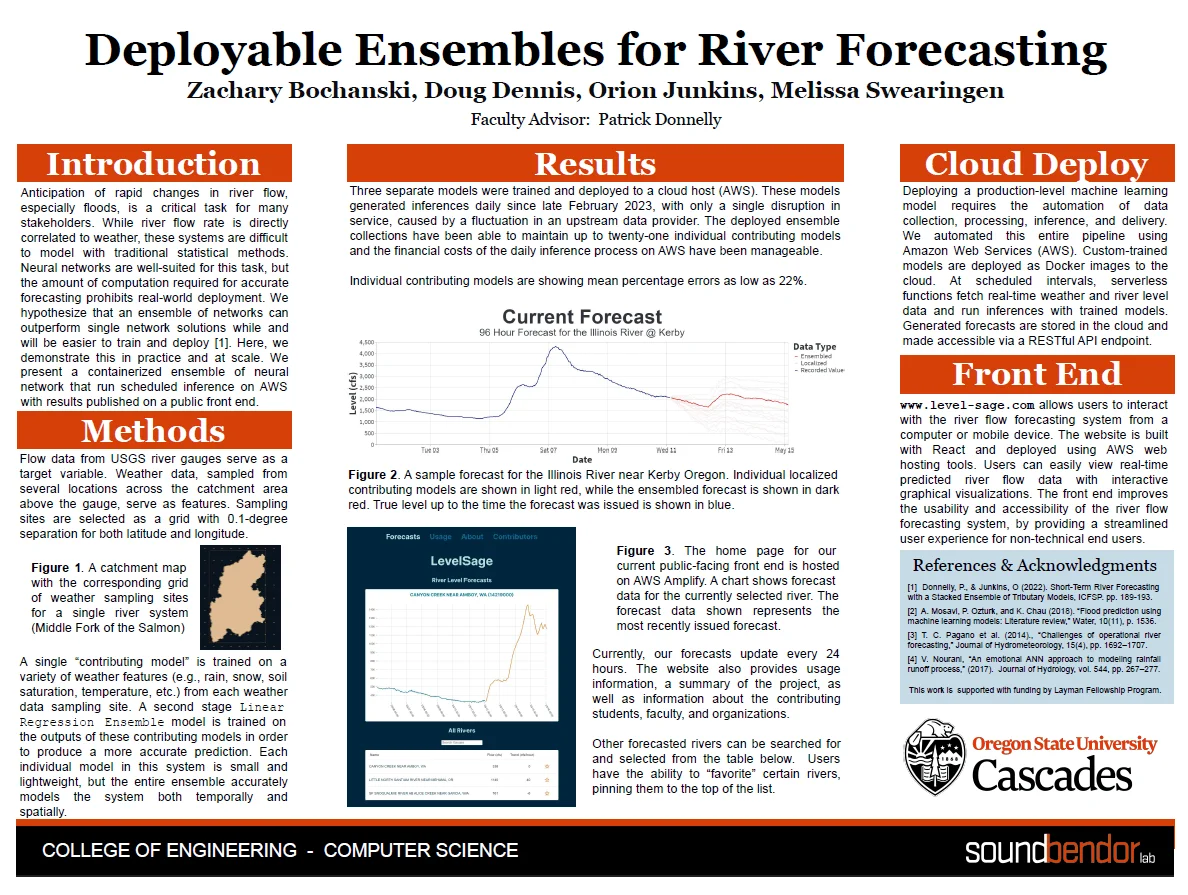 Deployable Ensembles for River Forecasting
Zachary Bochanski, Doug Dennis, Orion Junkins, Melissa Swearingen
Faculty Advisor: Patrick Donnelly
Introduction
Anticipation of rapid changes in river flow,
especially floods, is a critical task for many
stakeholders. While river flow rate is directly
correlated to weather, these systems are difficult
to model with traditional statistical methods.
Neural networks are well-suited for this task, but
the amount of computation required for accurate
forecasting prohibits real-world deployment. We
hypothesize that an ensemble of networks can
outperform single network solutions while and
will be easier to train and deploy [1]. Here, we
demonstrate this in practice and at scale. We
present a containerized ensemble of neural
network that run scheduled inference on AWS
with results published on a public front end.
Methods
Flow data from USGS river gauges serve as a
target variable. Weather data, sampled from
several locations across the catchment area
above the gauge, serve as features. Sampling
sites are selected as a grid with 0.1-degree
separation for both latitude and longitude.
Figure 1. A catchment map
with the corresponding grid
of weather sampling sites
for a single river system
(Middle Fork of the Salmon)
A single “contributing model” is trained on a
variety of weather features (e.g., rain, snow, soil
saturation, temperature, etc.) from each weather
data sampling site. A second stage Linear
Regression Ensemble model is trained on
the outputs of these contributing models in order
to produce a more accurate prediction. Each
individual model in this system is small and
lightweight, but the entire ensemble accurately
models the system both temporally and
spatially.
Results
Three separate models were trained and deployed to a cloud host (AWS). These models
generated inferences daily since late February 2023, with only a single disruption in
service, caused by a fluctuation in an upstream data provider. The deployed ensemble
collections have been able to maintain up to twenty-one individual contributing models
and the financial costs of the daily inference process on AWS have been manageable.
Individual contributing models are showing mean percentage errors as low as 22%.
Current Forecast
96 Hour Forecast for the Illinois River @ Kerby
Level (cfs)
4,500
4,000
3,500
3,000
2,500
2,000
1,500
1,000
500
0
Tue 03
Thu 05
Sat 07
Mon 09
Wed 11
Fri 13
May 15
Date
Data Type
Ensembled
Localized
Recorded Value
Figure 2. A sample forecast for the Illinois River near Kerby Oregon. Individual localized
contributing models are shown in light red, while the ensembled forecast is shown in dark
red. True level up to the time the forecast was issued is shown in blue.
Forecasts Usage About Contributors
LevelSage
River Level Forecasts
CANYON CREEK NEAR AMBOY, WA (14219000)
All Rivers
Name
CANYON CREEK NEAR AMBOY, WA
Figure 3. The home page for our
current public-facing front end is hosted
on AWS Amplify. A chart shows forecast
data for the currently selected river. The
forecast data shown represents the
most recently issued forecast.
Currently, our forecasts update every 24
hours. The website also provides usage
information, a summary of the project, as
well as information about the contributing
students, faculty, and organizations.
Other forecasted rivers can be searched for
and selected from the table below. Users
have the ability to “favorite” certain rivers,
pinning them to the top of the list.
Cloud Deploy
Deploying a production-level machine learning
model requires the automation of data
collection, processing, inference, and delivery.
We automated this entire pipeline using
Amazon Web Services (AWS). Custom-trained
models are deployed as Docker images to the
cloud. At scheduled intervals, serverless
functions fetch real-time weather and river level
data and run inferences with trained models.
Generated forecasts are stored in the cloud and
made accessible via a RESTful API endpoint.
Front End
www.level-sage.com allows users to interact
with the river flow forecasting system from a
computer or mobile device. The website is built
with React and deployed using AWS web
hosting tools. Users can easily view real-time
predicted river flow data with interactive
graphical visualizations. The front end improves
the usability and accessibility of the river flow
forecasting system, by providing a streamlined
user experience for non-technical end users.
References & Acknowledgments
[1] Donnelly, P., & Junkins, O (2022). Short-Term River Forecasting
with a Stacked Ensemble of Tributary Models, ICFSP. pp. 189-193.
[2] A. Mosavi, P. Ozturk, and K. Chau (2018). “Flood prediction using
machine learning models: Literature review,” Water, 10(11), p. 1536.
[3] T. C. Pagano et al. (2014)., “Challenges of operational river
forecasting,” Journal of Hydrometeorology, 15(4), pp. 1692–1707.
[4] V. Nourani, “An emotional ANN approach to modeling rainfall
runoff process,” (2017). Journal of Hydrology, vol. 544, pp. 267–277.
This work is supported with funding by Layman Fellowship Program.
1868
Oregon State University
Cascades
COLLEGE OF ENGINEERING - COMPUTER SCIENCE
soundbendor lab